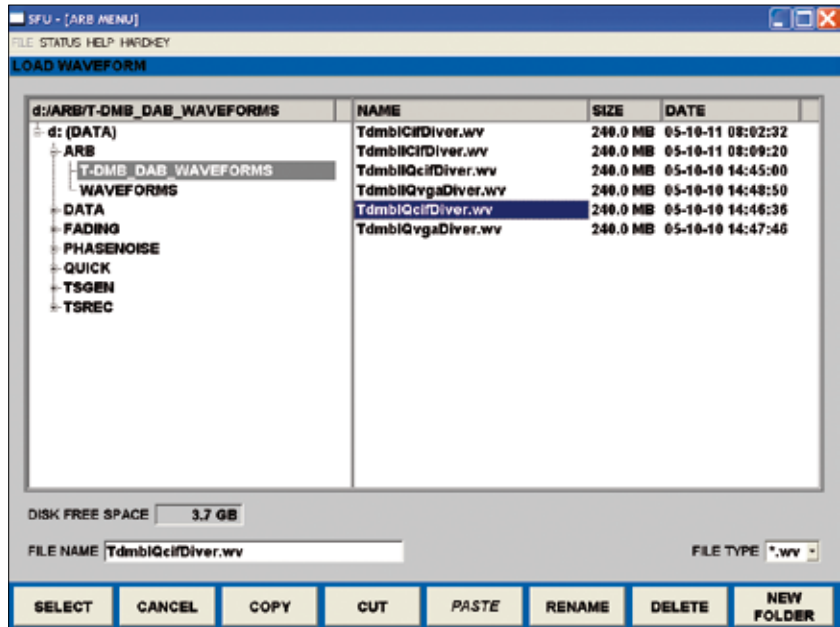 SFU - [ARB MENU]
FILE STATUS HELP HARDKEY
LOAD WAVEFORM
d:/ARB/T-DMB_DAB_WAVEFORMS
d: (DATA)
ARB
T-DMB_DAB_WAVEFORMS
WAVEFORMS
DATA
FADING
PHASENOISE
QUICK
TSGEN
TSREC
NAME SIZE DATE
TdmbICifDiver.wv 240.0 MB 05-10-11 08:02:32
TdmbIICifDiver.wv 240.0 MB 05-10-11 08:09:20
TdmbIIQcifDiver.wv 240.0 MB 05-10-10 14:45:00
TdmbIIQvgaDiver.wv 240.0 MB 05-10-10 14:48:50
TdmbIQcifDiver.wv 240.0 MB 05-10-10 14:46:36
TdmbIQvgaDiver.wv 240.0 MB 05-10-10 14:47:46
DISK FREE SPACE 3.7 GB
FILE NAME TdmbIQcifDiver.wv FILE TYPE *.wv
SELECT CANCEL COPY CUT PASTE RENAME DELETE NEW FOLDER